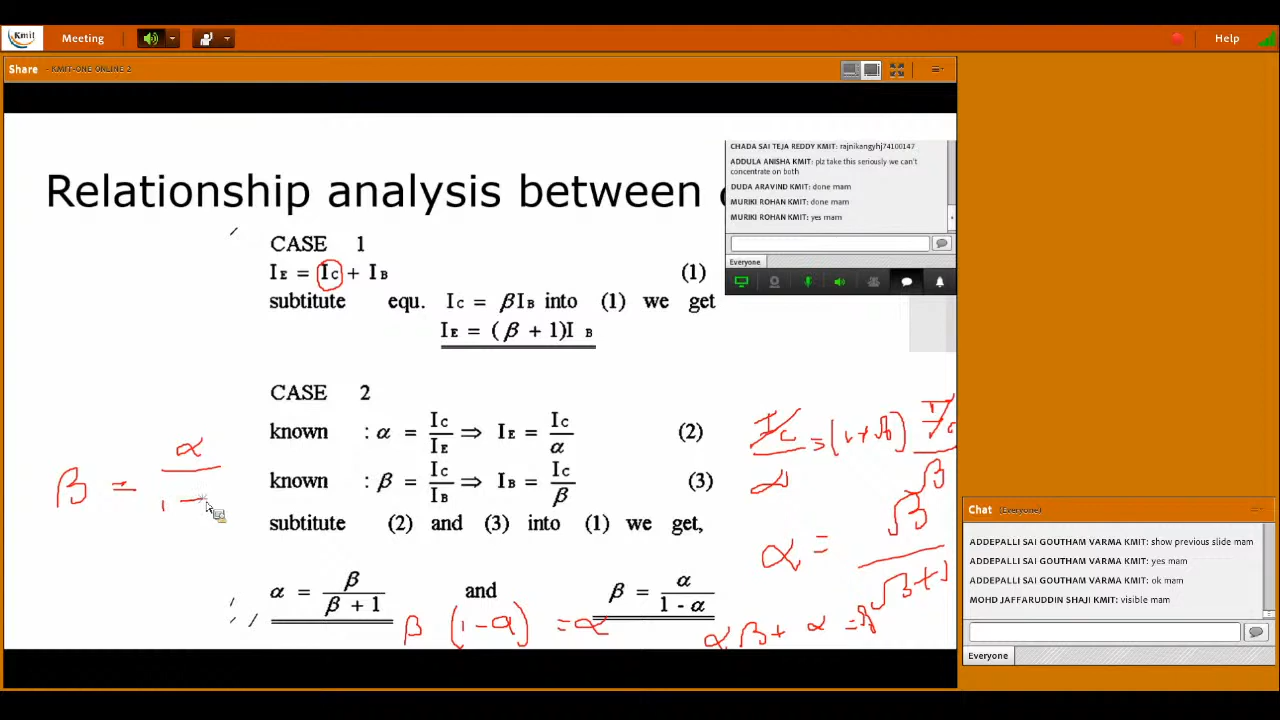 Kmit
Meeting
Help
Share - KMIT-ONE ONLINE 2
Relationship analysis between
CHADA SAI TEJA REDDY KMIT: rajnikangyhj74100147
ADDULA ANISHA KMIT: plz take this seriously we can't
concentrate on both
DUDA ARAVIND KMIT: done mam
MURIKI ROHAN KMIT: done mam
MURIKI ROHAN KMIT: yes mam
Everyone
CASE 1
IE = IC + IB (1)
subtitute equ. IC = βIB into (1) we get
IE = (β + 1)I B
CASE 2
known : α = IC/IE ⇒ IE = IC/α (2)
known : β = IC/IB ⇒ IB = IC/β (3)
substitute (2) and (3) into (1) we get,
α = β/(β + 1) and β = α/(1 - α)
β = α/1-
α = β/β+1
β (1-α) = α
αβ + α = β
Chat (Everyone)
ADDEPALLI SAI GOUTHAM VARMA KMIT: show previous slide mam
ADDEPALLI SAI GOUTHAM VARMA KMIT: yes mam
ADDEPALLI SAI GOUTHAM VARMA KMIT: ok mam
MOHD JAFFARUDDIN SHAJI KMIT: visible mam
Everyone